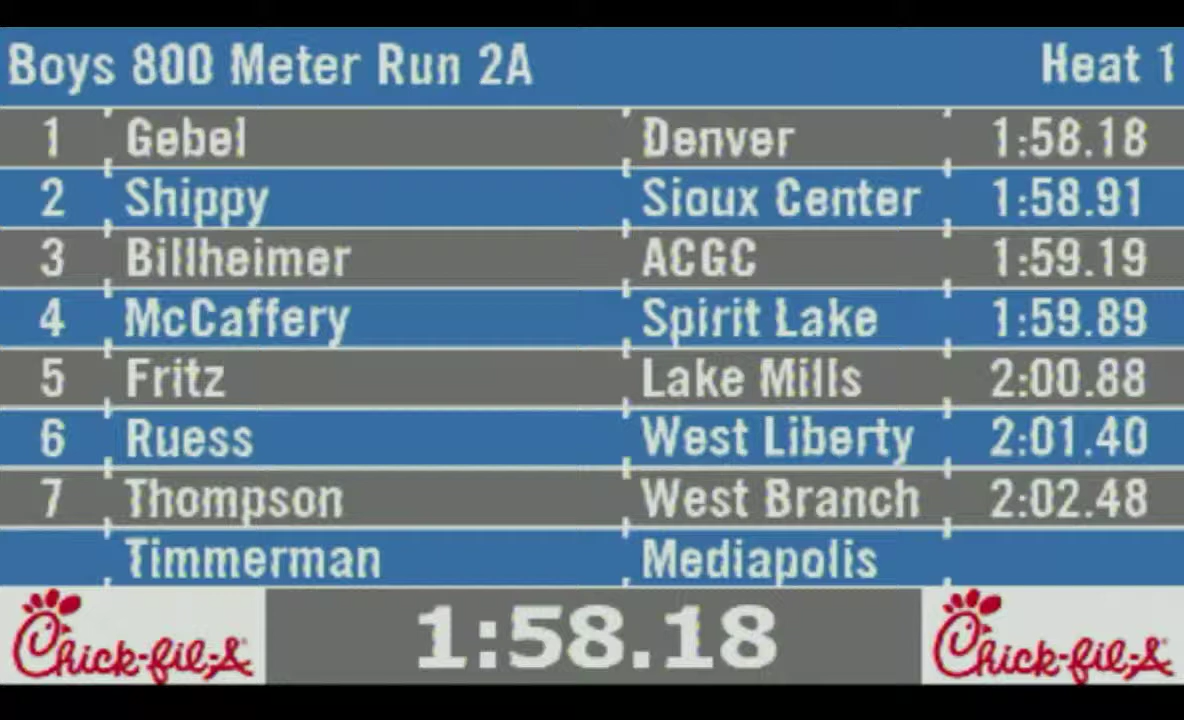 Boys 800 Meter Run 2A Heat 1
1 Gebel Denver 1:58.18
2 Shippy Sioux Center 1:58.91
3 Billheimer ACGC 1:59.19
4 McCaffery Spirit Lake 1:59.89
5 Fritz Lake Mills 2:00.88
6 Ruess West Liberty 2:01.40
7 Thompson West Branch 2:02.48
Timmerman Mediapolis
Chick-fil-A 1:58.18 Chick-fil-A